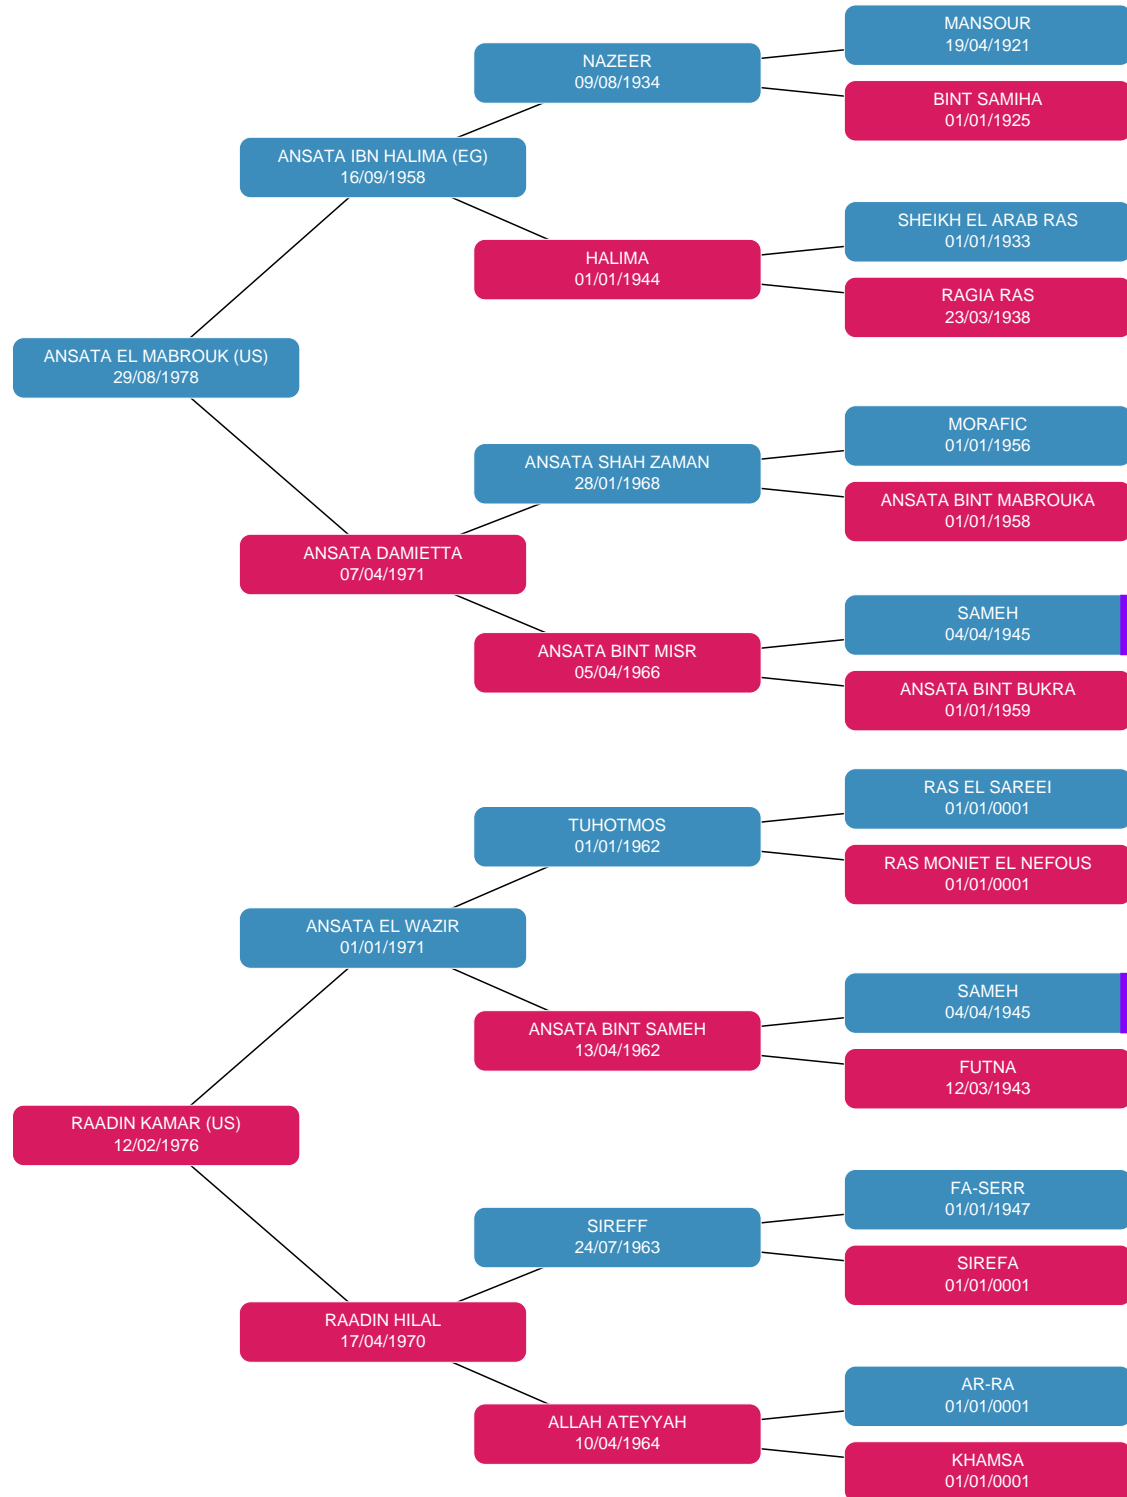 MANSOUR
19/04/1921
NAZEER
09/08/1934
BINT SAMIHA
01/01/1925
ANSATA IBN HALIMA (EG)
16/09/1958
SHEIKH EL ARAB RAS
01/01/1933
HALIMA
01/01/1944
RAGIA RAS
23/03/1938
ANSATA EL MABROUK (US)
29/08/1978
MORAFIC
01/01/1956
ANSATA SHAH ZAMAN
28/01/1968
ANSATA BINT MABROUKA
01/01/1958
ANSATA DAMIETTA
07/04/1971
SAMEH
04/04/1945
ANSATA BINT MISR
05/04/1966
ANSATA BINT BUKRA
01/01/1959
RAS EL SAREEI
01/01/0001
TUHOTMOS
01/01/1962
RAS MONIET EL NEFOUS
01/01/0001
ANSATA EL WAZIR
01/01/1971
SAMEH
04/04/1945
ANSATA BINT SAMEH
13/04/1962
FUTNA
12/03/1943
RAADIN KAMAR (US)
12/02/1976
FA-SERR
01/01/1947
SIREFF
24/07/1963
SIREFA
01/01/0001
RAADIN HILAL
17/04/1970
AR-RA
01/01/0001
ALLAH ATEYYAH
10/04/1964
KHAMSA
01/01/0001